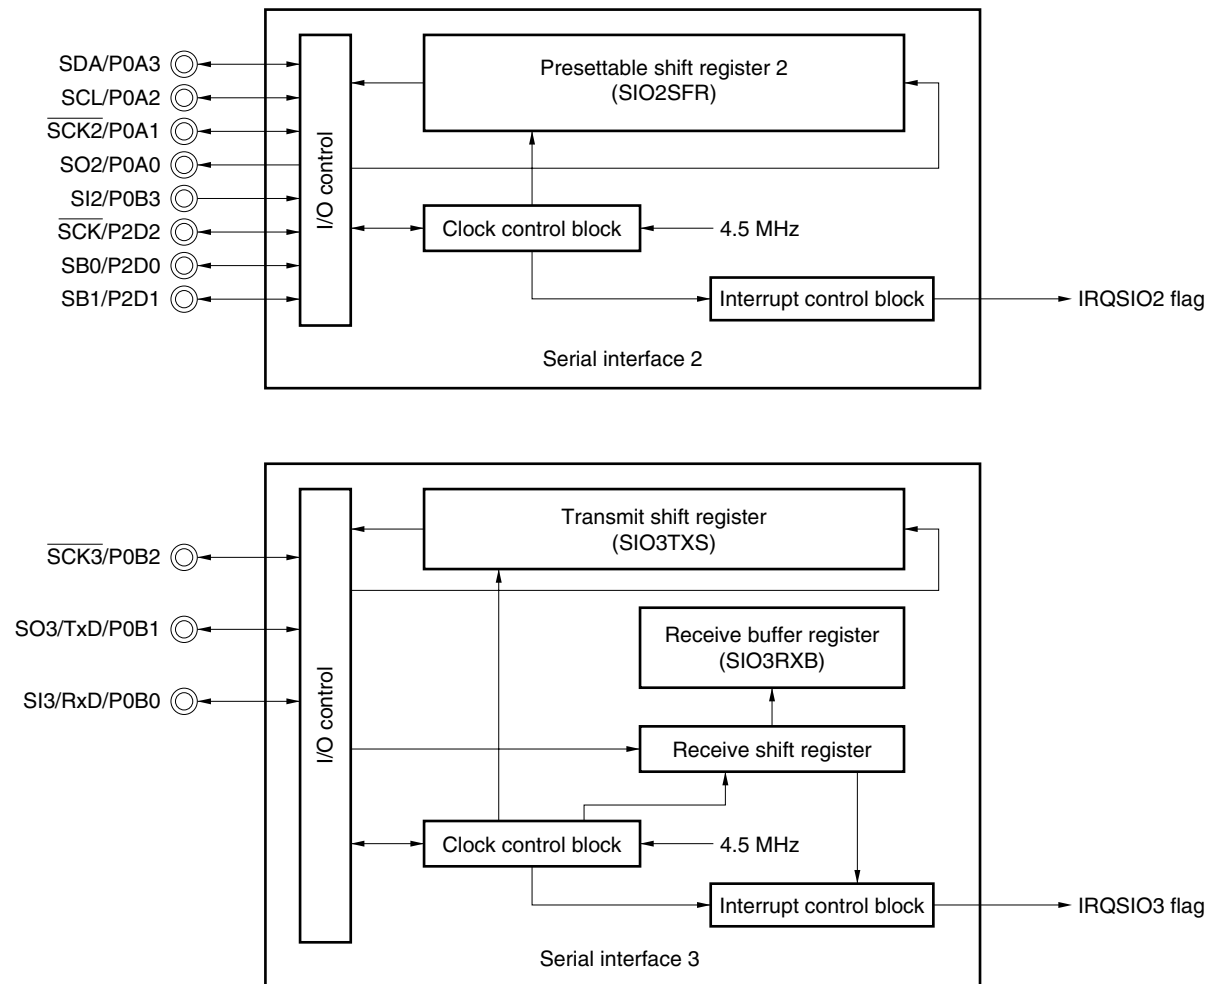 SDA/P0A3
SCL/P0A2
SCK2/P0A1
SO2/P0A0
SI2/P0B3
SCK/P2D2
SB0/P2D0
SB1/P2D1
I/O control
Presettable shift register 2
(SIO2SFR)
Clock control block
4.5 MHz
Interrupt control block
IRQSIO2 flag
Serial interface 2
SCK3/P0B2
SO3/TxD/P0B1
SI3/RxD/P0B0
I/O control
Transmit shift register
(SIO3TXS)
Receive buffer register
(SIO3RXB)
Receive shift register
Clock control block
4.5 MHz
Interrupt control block
IRQSIO3 flag
Serial interface 3